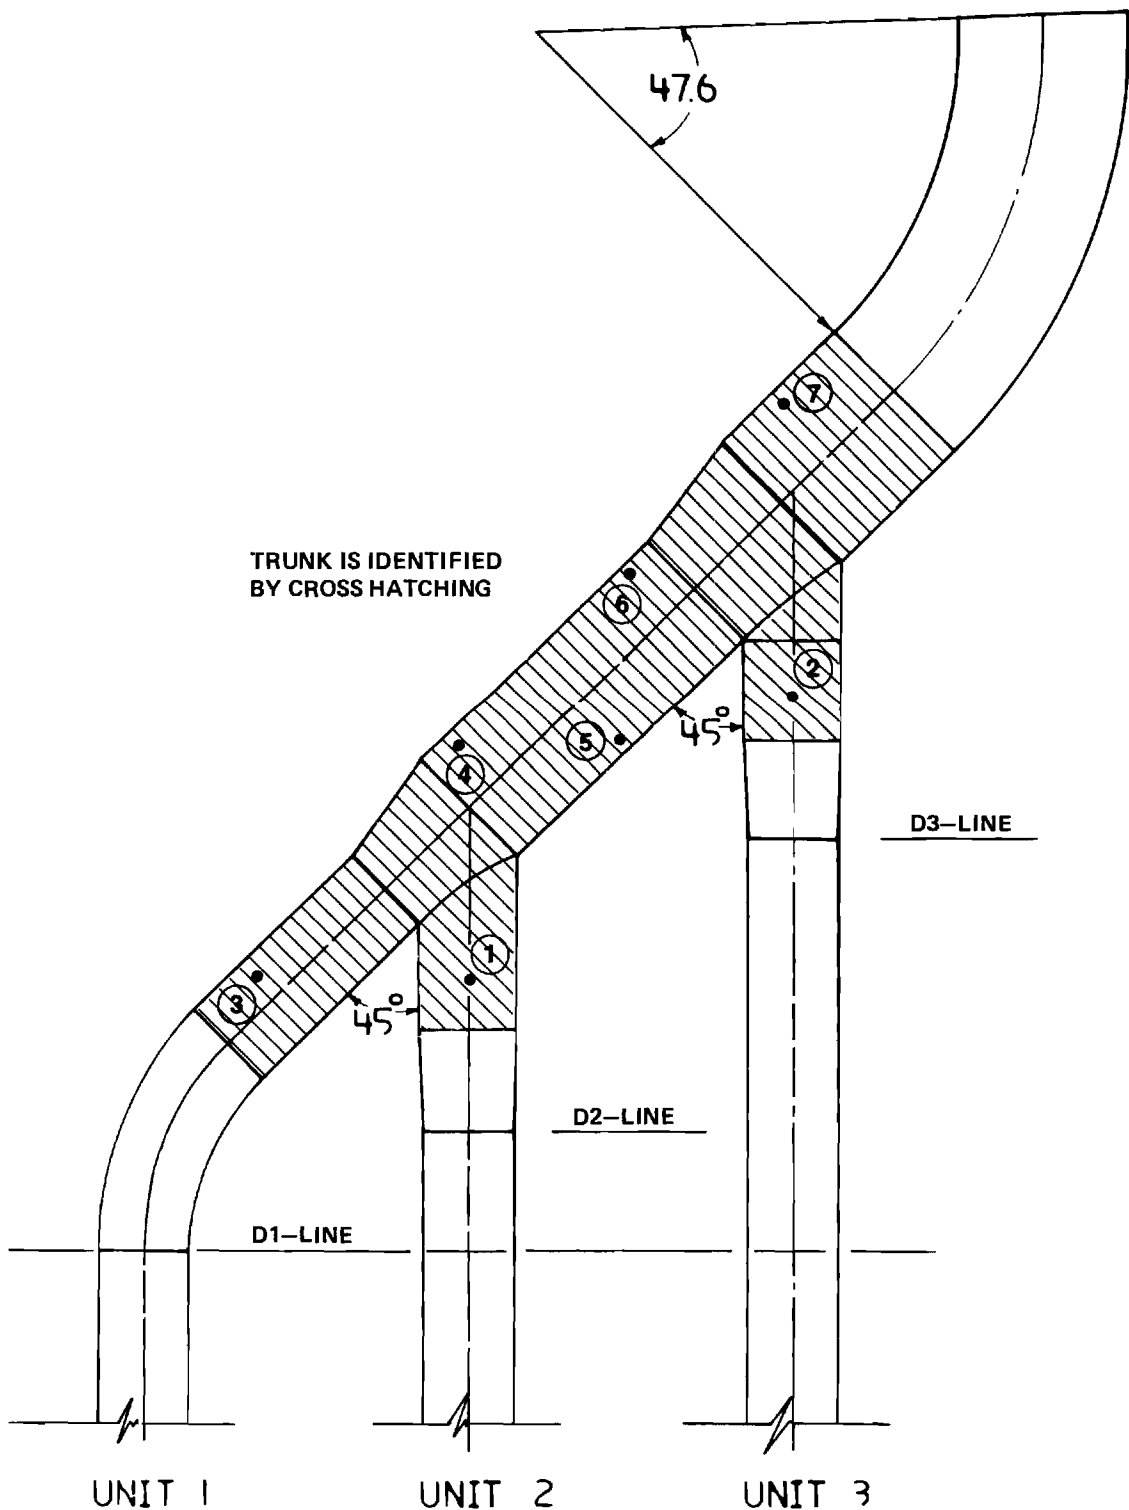 47.6
7
TRUNK IS IDENTIFIED
BY CROSS HATCHING
6
2
5
45°
4
D3–LINE
1
3
45°
D2–LINE
D1–LINE
UNIT 1
UNIT 2
UNIT 3